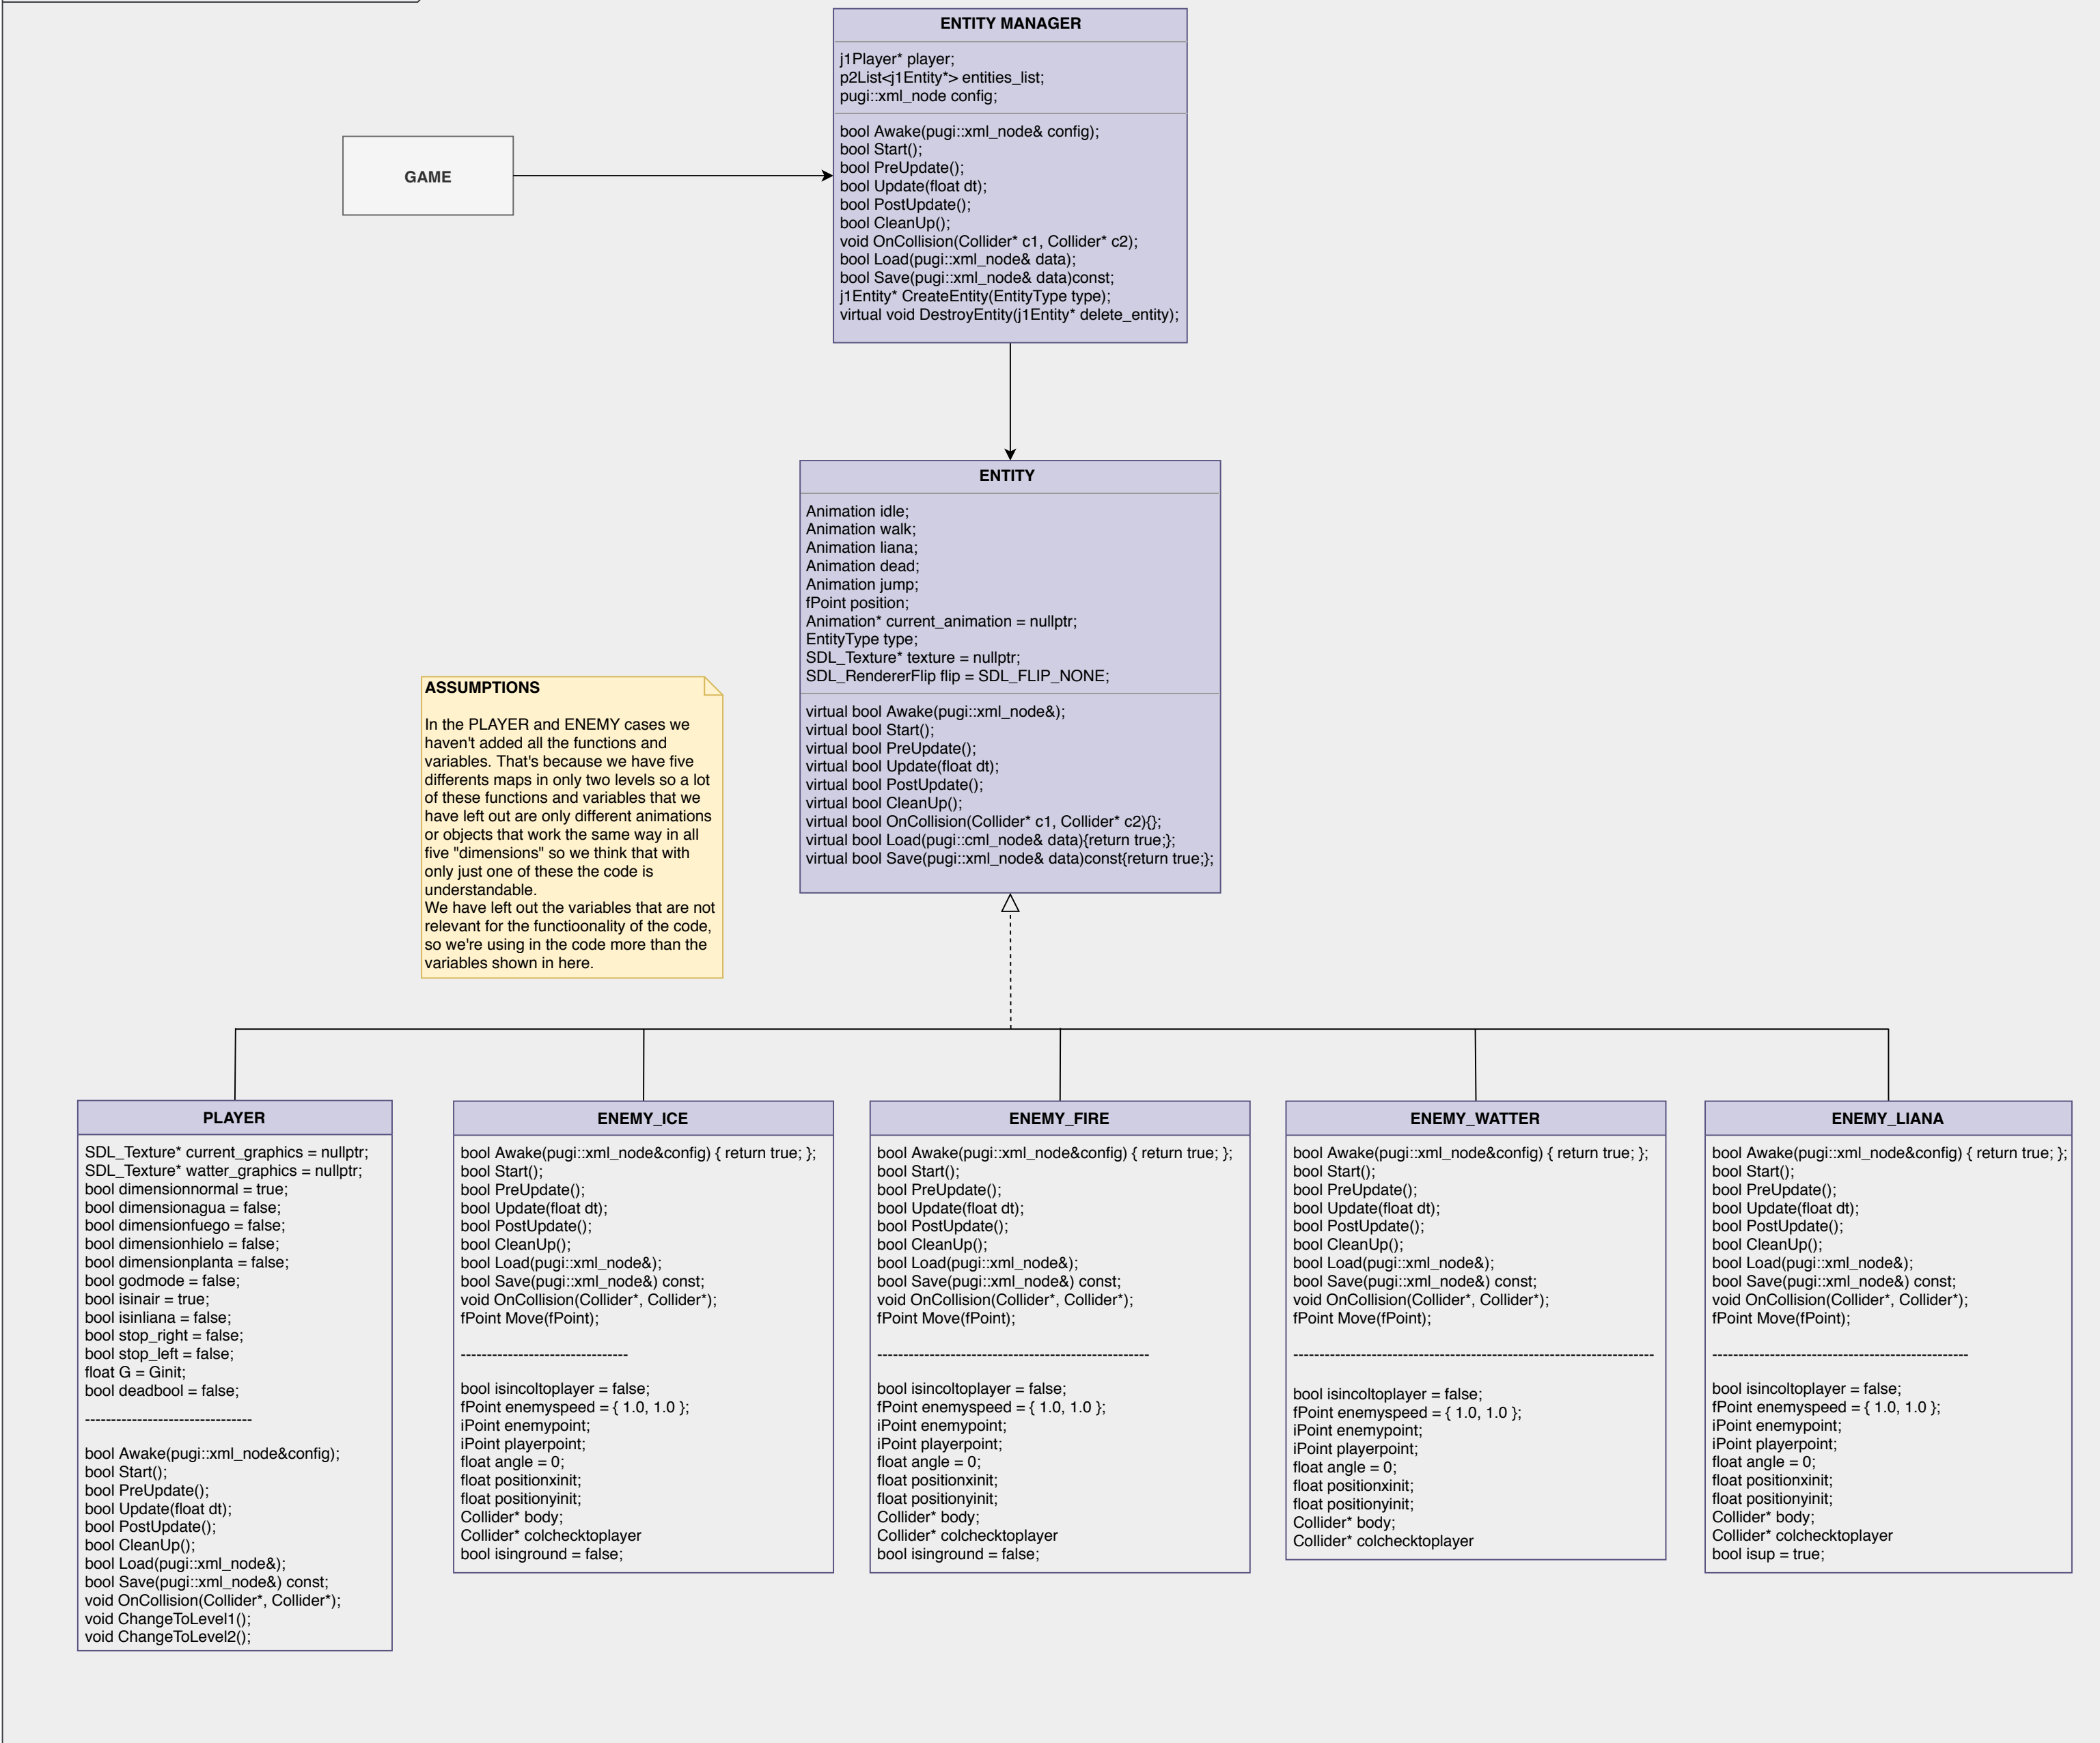 ENTITY MANAGER
j1Player* player;
p2List<j1Entity*> entities_list;
pugi::xml_node config;
bool Awake(pugi::xml_node& config);
bool Start();
bool PreUpdate();
bool Update(float dt);
bool PostUpdate();
bool CleanUp();
void OnCollision(Collider* c1, Collider* c2);
bool Load(pugi::xml_node& data);
bool Save(pugi::xml_node& data)const;
j1Entity* CreateEntity(EntityType type);
virtual void DestroyEntity(j1Entity* delete_entity);
GAME
ENTITY
Animation idle;
Animation walk;
Animation liana;
Animation dead;
Animation jump;
fPoint position;
Animation* current_animation = nullptr;
EntityType type;
SDL_Texture* texture = nullptr;
SDL_RendererFlip flip = SDL_FLIP_NONE;
virtual bool Awake(pugi::xml_node&);
virtual bool Start();
virtual bool PreUpdate();
virtual bool Update(float dt);
virtual bool PostUpdate();
virtual bool CleanUp();
virtual bool OnCollision(Collider* c1, Collider* c2){};
virtual bool Load(pugi::cml_node& data){return true;};
virtual bool Save(pugi::xml_node& data)const{return true;};
ASSUMPTIONS
In the PLAYER and ENEMY cases we
haven't added all the functions and
variables. That's because we have five
differents maps in only two levels so a lot
of these functions and variables that we
have left out are only different animations
or objects that work the same way in all
five "dimensions" so we think that with
only just one of these the code is
understandable.
We have left out the variables that are not
relevant for the functioonality of the code,
so we're using in the code more than the
variables shown in here.
PLAYER
SDL_Texture* current_graphics = nullptr;
SDL_Texture* watter_graphics = nullptr;
bool dimensionnormal = true;
bool dimensionagua = false;
bool dimensionfuego = false;
bool dimensionhielo = false;
bool dimensionplanta = false;
bool godmode = false;
bool isinair = true;
bool isinliana = false;
bool stop_right = false;
bool stop_left = false;
float G = Ginit;
bool deadbool = false;
--------------------------------
bool Awake(pugi::xml_node&config);
bool Start();
bool PreUpdate();
bool Update(float dt);
bool PostUpdate();
bool CleanUp();
bool Load(pugi::xml_node&);
bool Save(pugi::xml_node&) const;
void OnCollision(Collider*, Collider*);
void ChangeToLevel1();
void ChangeToLevel2();
ENEMY_ICE
bool Awake(pugi::xml_node&config) { return true; };
bool Start();
bool PreUpdate();
bool Update(float dt);
bool PostUpdate();
bool CleanUp();
bool Load(pugi::xml_node&);
bool Save(pugi::xml_node&) const;
void OnCollision(Collider*, Collider*);
fPoint Move(fPoint);
--------------------------------
bool isincoltoplayer = false;
fPoint enemyspeed = { 1.0, 1.0 };
iPoint enemypoint;
iPoint playerpoint;
float angle = 0;
float positionxinit;
float positionyinit;
Collider* body;
Collider* colchecktoplayer
bool isinground = false;
ENEMY_FIRE
bool Awake(pugi::xml_node&config) { return true; };
bool Start();
bool PreUpdate();
bool Update(float dt);
bool PostUpdate();
bool CleanUp();
bool Load(pugi::xml_node&);
bool Save(pugi::xml_node&) const;
void OnCollision(Collider*, Collider*);
fPoint Move(fPoint);
----------------------------------------------------
bool isincoltoplayer = false;
fPoint enemyspeed = { 1.0, 1.0 };
iPoint enemypoint;
iPoint playerpoint;
float angle = 0;
float positionxinit;
float positionyinit;
Collider* body;
Collider* colchecktoplayer
bool isinground = false;
ENEMY_WATTER
bool Awake(pugi::xml_node&config) { return true; };
bool Start();
bool PreUpdate();
bool Update(float dt);
bool PostUpdate();
bool CleanUp();
bool Load(pugi::xml_node&);
bool Save(pugi::xml_node&) const;
void OnCollision(Collider*, Collider*);
fPoint Move(fPoint);
---------------------------------------------------------------------
bool isincoltoplayer = false;
fPoint enemyspeed = { 1.0, 1.0 };
iPoint enemypoint;
iPoint playerpoint;
float angle = 0;
float positionxinit;
float positionyinit;
Collider* body;
Collider* colchecktoplayer
ENEMY_LIANA
bool Awake(pugi::xml_node&config) { return true; };
bool Start();
bool PreUpdate();
bool Update(float dt);
bool PostUpdate();
bool CleanUp();
bool Load(pugi::xml_node&);
bool Save(pugi::xml_node&) const;
void OnCollision(Collider*, Collider*);
fPoint Move(fPoint);
-------------------------------------------------
bool isincoltoplayer = false;
fPoint enemyspeed = { 1.0, 1.0 };
iPoint enemypoint;
iPoint playerpoint;
float angle = 0;
float positionxinit;
float positionyinit;
Collider* body;
Collider* colchecktoplayer
bool isup = true;